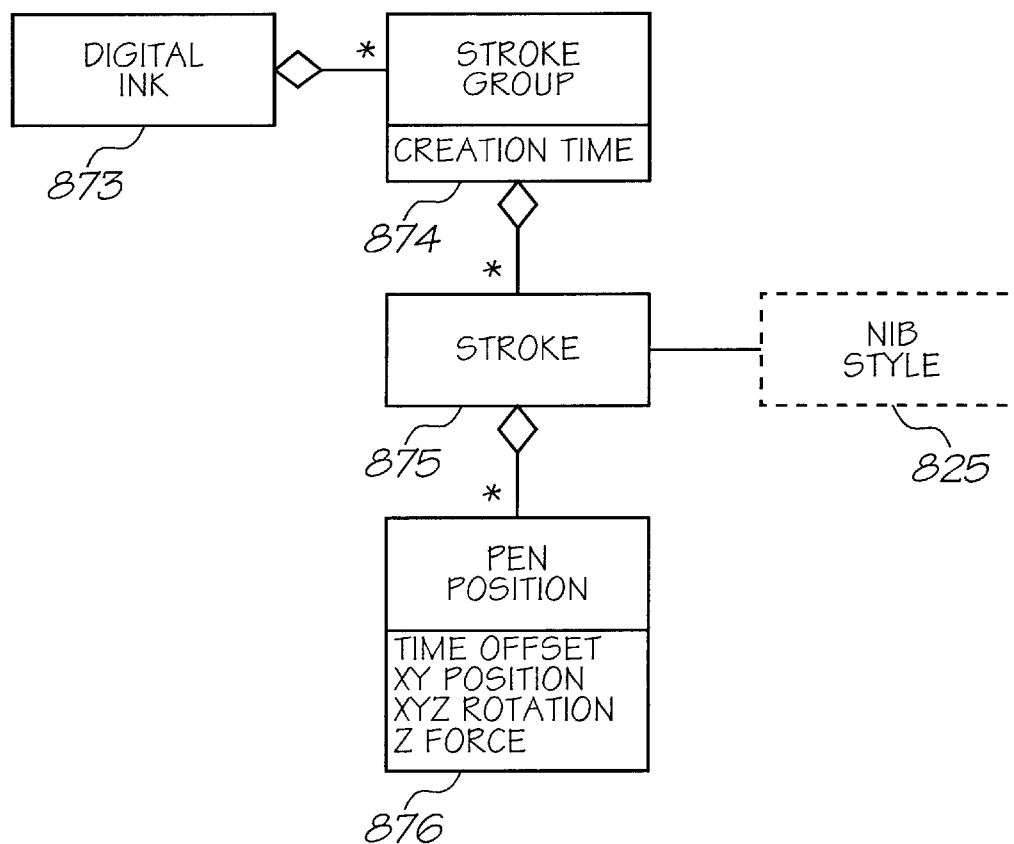 DIGITAL
INK
*
STROKE
GROUP
CREATION TIME
873
874
*
STROKE
NIB
STYLE
875
825
*
PEN
POSITION
TIME OFFSET
XY POSITION
XYZ ROTATION
Z FORCE
876